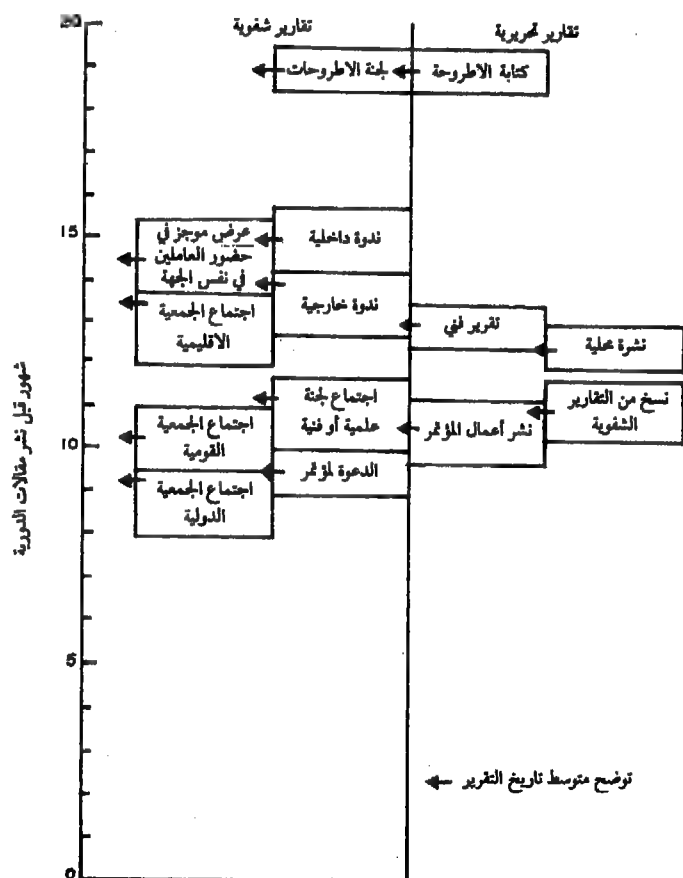 تقارير تحريرية
تقارير شفوية
20
كتابة الاطروحة
لجنة الاطروحات
15
ندوة داخلية
عرض موجز في
حضور العاملين
في نفس الجهة
ندوة خارجية
اجتماع الجمعية
الاقليمية
تقرير فني
نشرة محلية
نسخ من التقارير
الشفوية
نشر أعمال المؤتمر
اجتماع لجنة
علمية أو فنية
الدعوة لمؤتمر
اجتماع الجمعية
القومية
اجتماع الجمعية
الدولية
10
شهور قبل نشر مقالات الدورية
5
توضح متوسط تاريخ التقرير
0